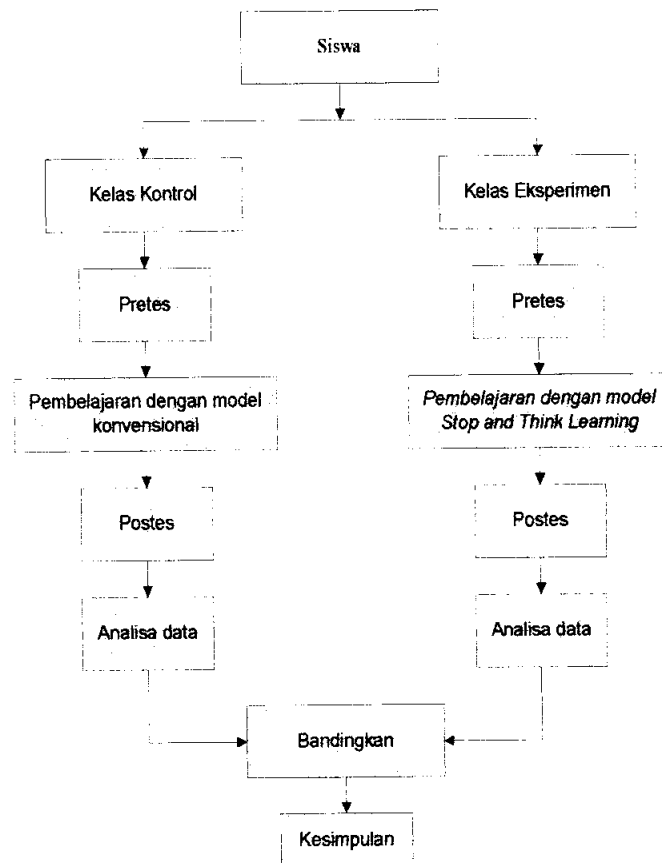 Siswa
Kelas Kontrol
Kelas Eksperimen
Pretes
Pretes
Pembelajaran dengan model
konvensional
Pembelajaran dengan model
Stop and Think Learning
Postes
Postes
Analisa data
Analisa data
Bandingkan
Kesimpulan